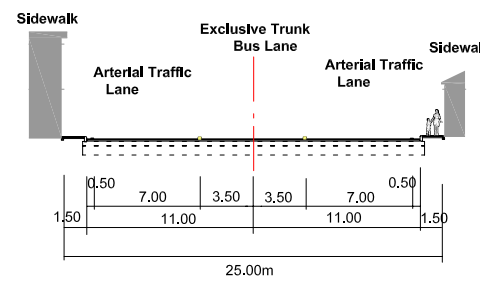 Sidewalk
Exclusive Trunk
Bus Lane
Sidewal
Arterial Traffic
Lane
Arterial Traffic
Lane
0.50
0.50
7.00
3.50
3.50
7.00
1.50
11.00
11.00
1.50
25.00m